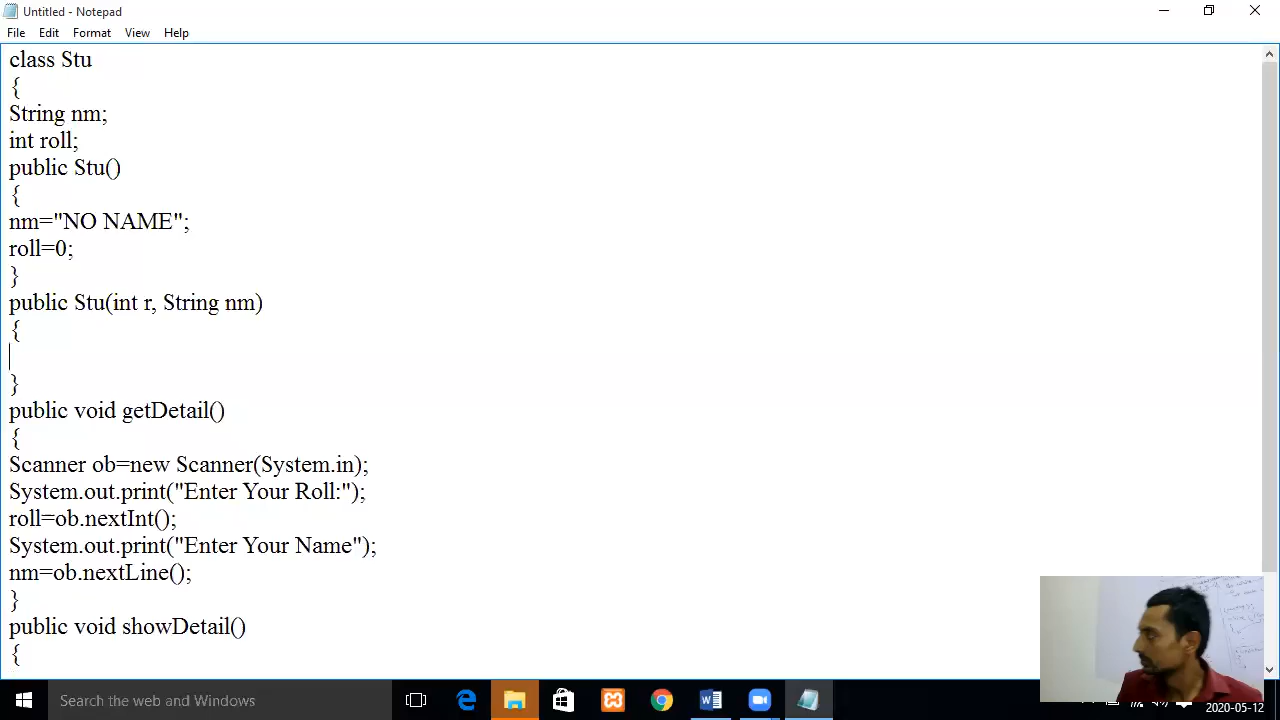 Untitled - Notepad
File Edit Format View Help
class Stu
{
String nm;
int roll;
public Stu()
{
nm="NO NAME";
roll=0;
}
public Stu(int r, String nm)
{
}
public void getDetail()
{
Scanner ob=new Scanner(System.in);
System.out.print("Enter Your Roll:");
roll=ob.nextInt();
System.out.print("Enter Your Name");
nm=ob.nextLine();
}
public void showDetail()
{
Search the web and Windows
2020-05-12